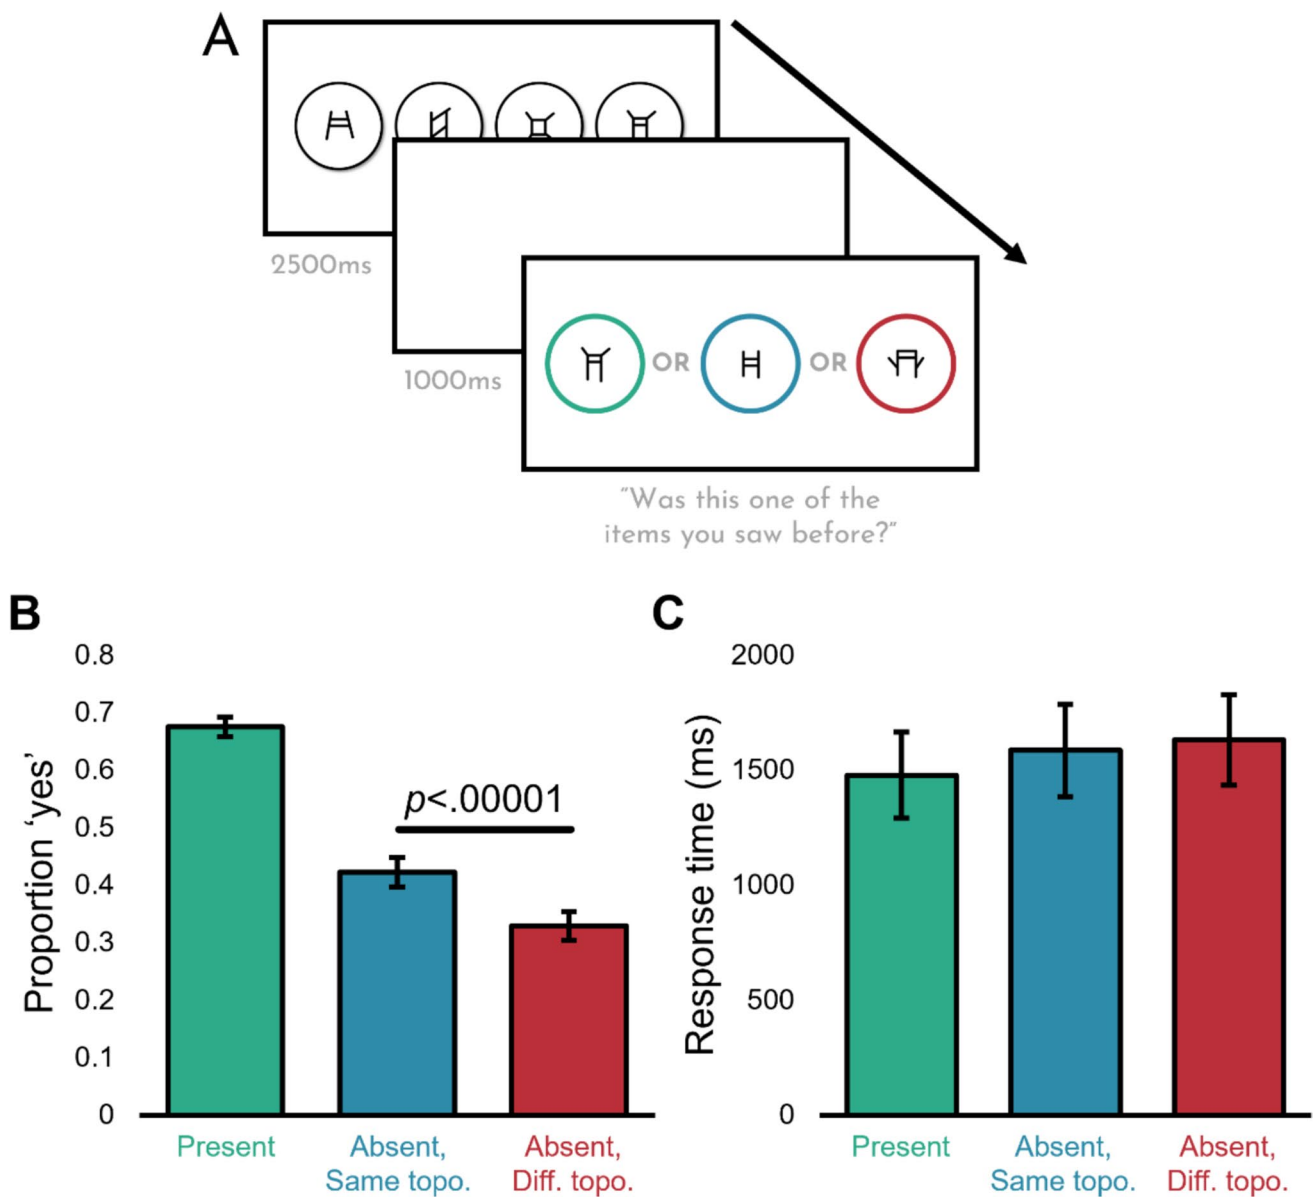 A
2500ms
1000ms
OR OR
"Was this one of the
items you saw before?"
B
Proportion 'yes'
0.8
0.7
0.6
0.5
0.4
0.3
0.2
0.1
0
p<.00001
Present
Absent,
Same topo.
Absent,
Diff. topo.
C
Response time (ms)
2000
1500
1000
500
0
Present
Absent,
Same topo.
Absent,
Diff. topo.